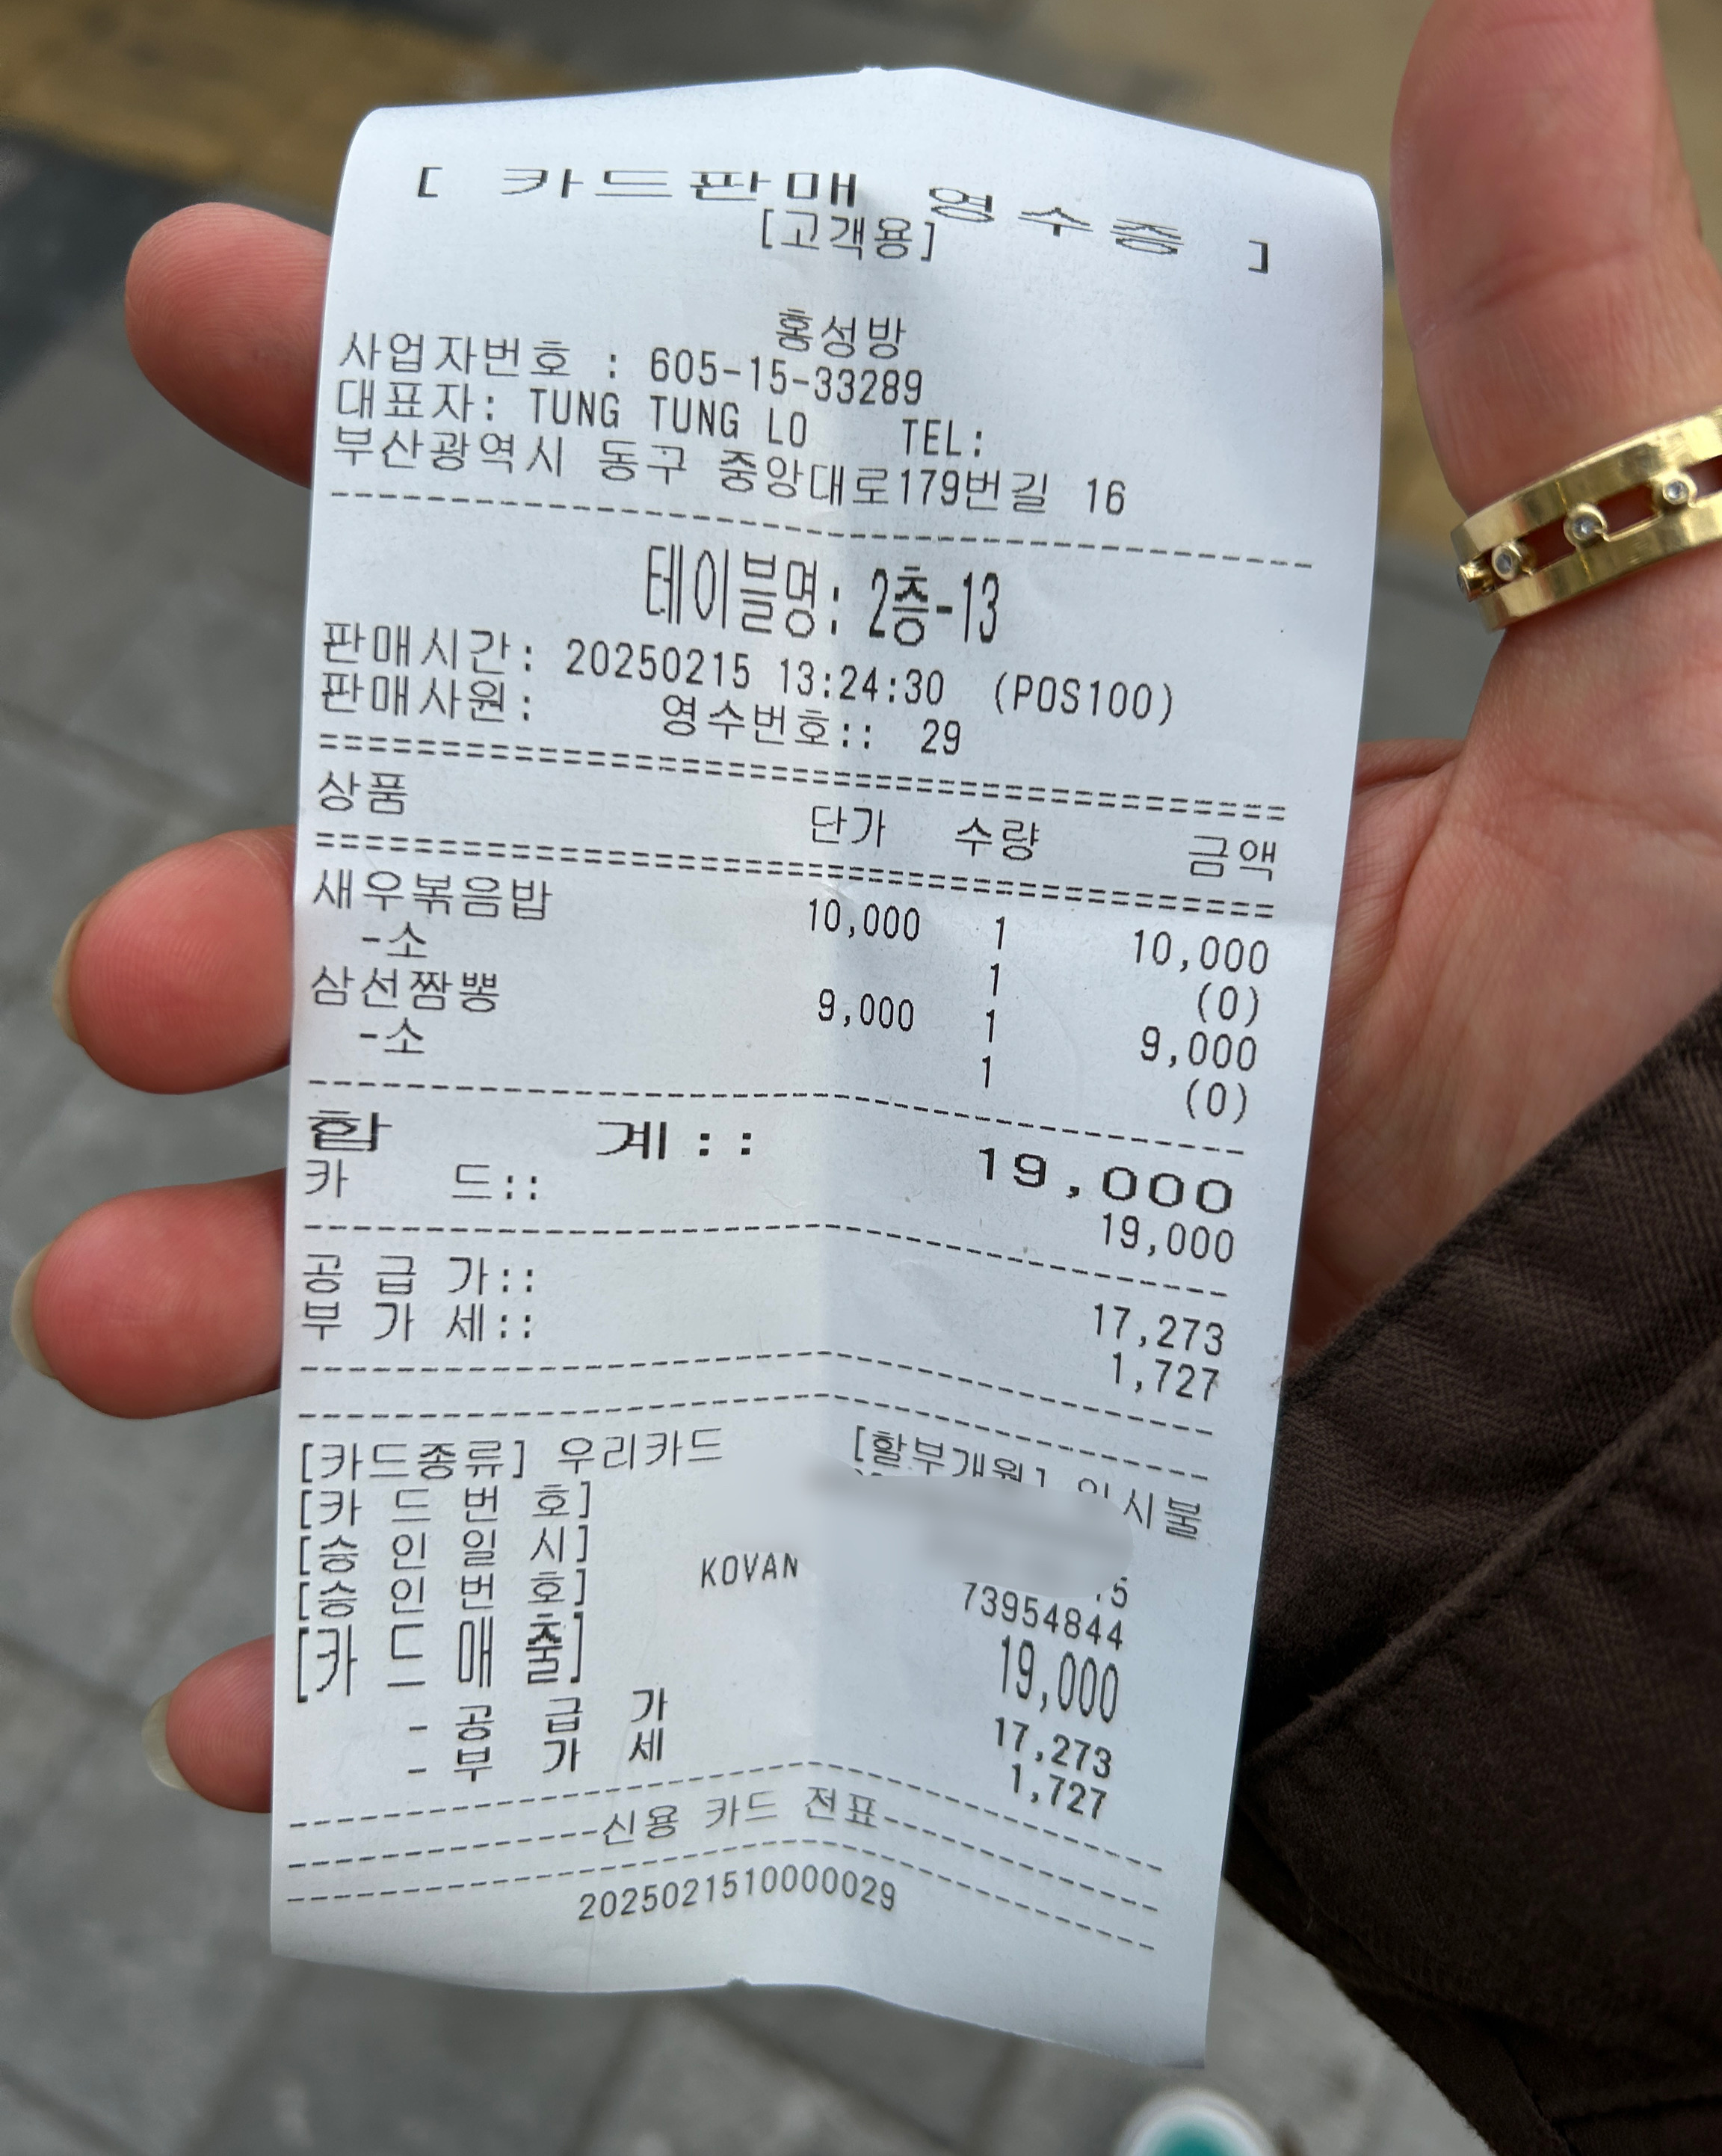 [ 카드판매 영수증 ]
[고객용]
홍성방
사업자번호 : 605-15-33289
대표자: TUNG TUNG LO TEL:
부산광역시 동구 중앙대로179번길 16
테이블명: 2층-13
판매시간: 20250215 13:24:30 (POS100)
판매사원: 영수번호:: 29
상품 단가 수량 금액
새우볶음밥 10,000 1 10,000
-소 1 (0)
삼선짬뽕 9,000 1 9,000
-소 1 (0)
합 계:: 19,000
카 드:: 19,000
공 급 가:: 17,273
부 가 세:: 1,727
[카드종류] 우리카드 [할부개월] 일시불
[카 드 번 호]
[승 인 일 시]
[승 인 번 호] KOVAN 73954844
[카 드 매 출] 19,000
- 공 급 가 17,273
- 부 가 세 1,727
신용 카드 전표
2025021510000029